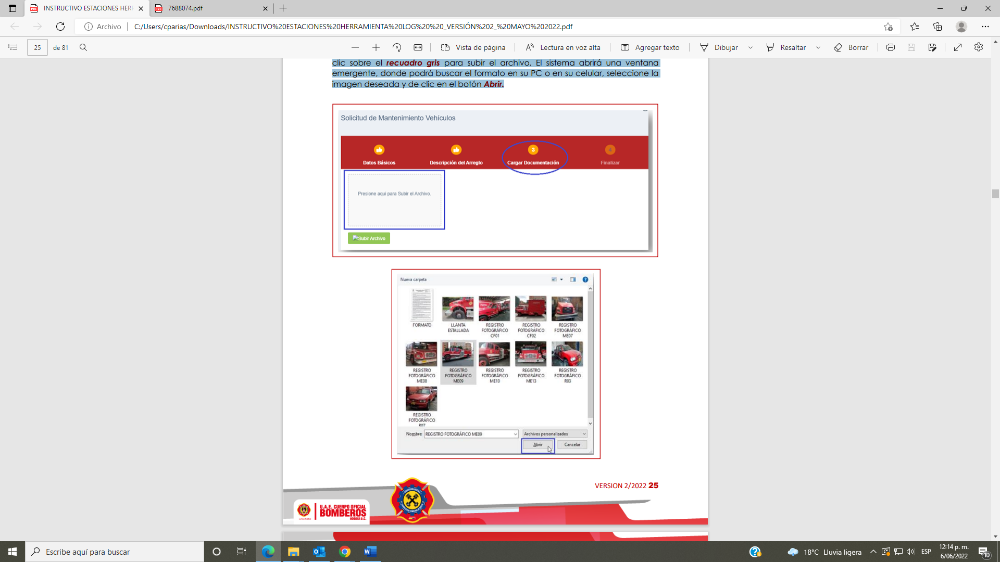 INSTRUCTIVO ESTACIONES HERR
7688074.pdf
Archivo
C:/Users/cparias/Downloads/INSTRUCTIVO%20ESTACIONES%20HERRAMIENTA%20LOG%20%20_VERSIÓN%202_%20MAYO%202022.pdf
25 de 81
Vista de página
Lectura en voz alta
Agregar texto
Dibujar
Resaltar
Borrar
clic sobre el recuadro gris para subir el archivo. El sistema abrirá una ventana
emergente, donde podrá buscar el formato en su PC o en su celular, seleccione la
imagen deseada y de clic en el botón Abrir.
Solicitud de Mantenimiento Vehículos
3
4
Datos Básicos
Descripción del Arreglo
Cargar Documentación
Finalizar
Presione aqui para Subir el Archivo.
Subir Archivo
Nueva carpeta
FORMATO
LLANTA
ESTALLADA
REGISTRO
FOTOGRÁFICO
CF01
REGISTRO
FOTOGRÁFICO
CF02
REGISTRO
FOTOGRÁFICO
ME07
REGISTRO
FOTOGRÁFICO
ME08
REGISTRO
FOTOGRÁFICO
ME09
REGISTRO
FOTOGRÁFICO
ME10
REGISTRO
FOTOGRÁFICO
ME13
REGISTRO
FOTOGRÁFICO
R03
REGISTRO
FOTOGRÁFICO
R07
Nombre: REGISTRO FOTOGRÁFICO ME09
Archivos personalizados
Abrir
Cancelar
VERSION 2/2022 25
U.A.E. CUERPO OFICIAL
BOMBEROS
BOGOTÁ D.C.
Escribe aquí para buscar
18°C Lluvia ligera
ESP
12:14 p. m.
6/06/2022
10